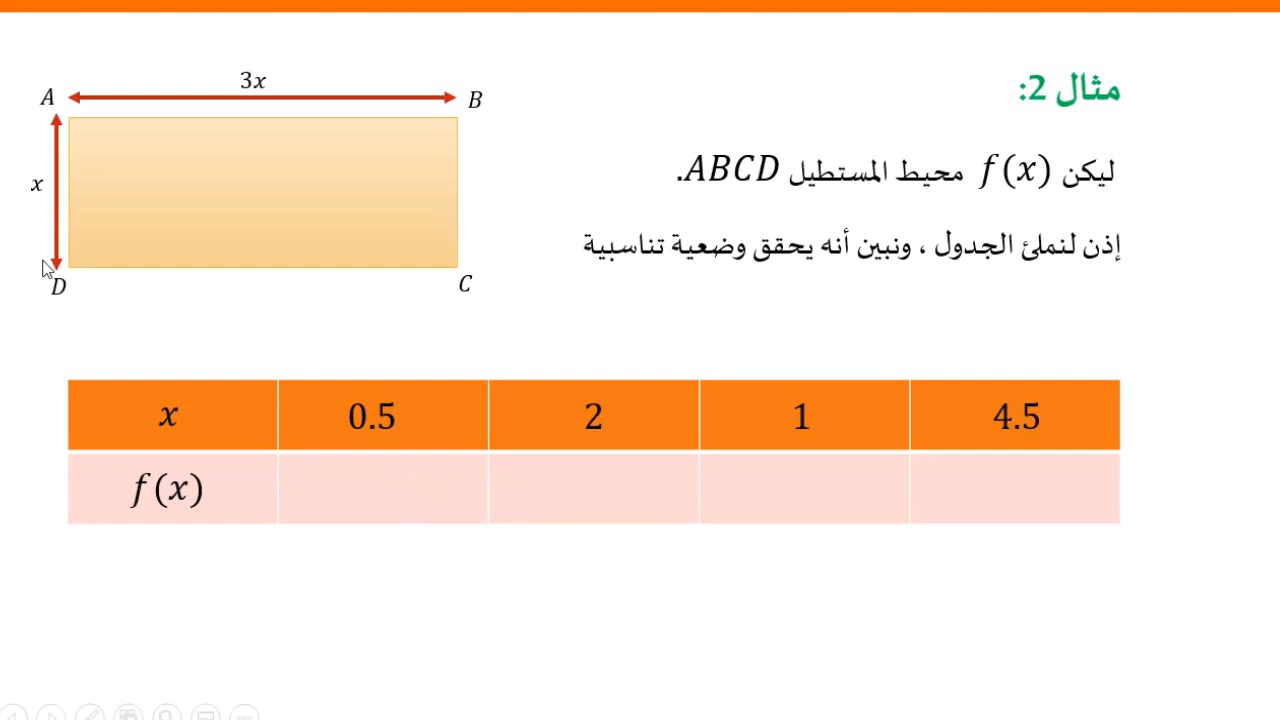 مثال 2:
ليكن f(x) محيط المستطيل ABCD.
إذن لنملئ الجدول ، ونبين أنه يحقق وضعية تناسبية
3x
A
B
x
D
C
x 0.5 2 1 4.5
f(x)